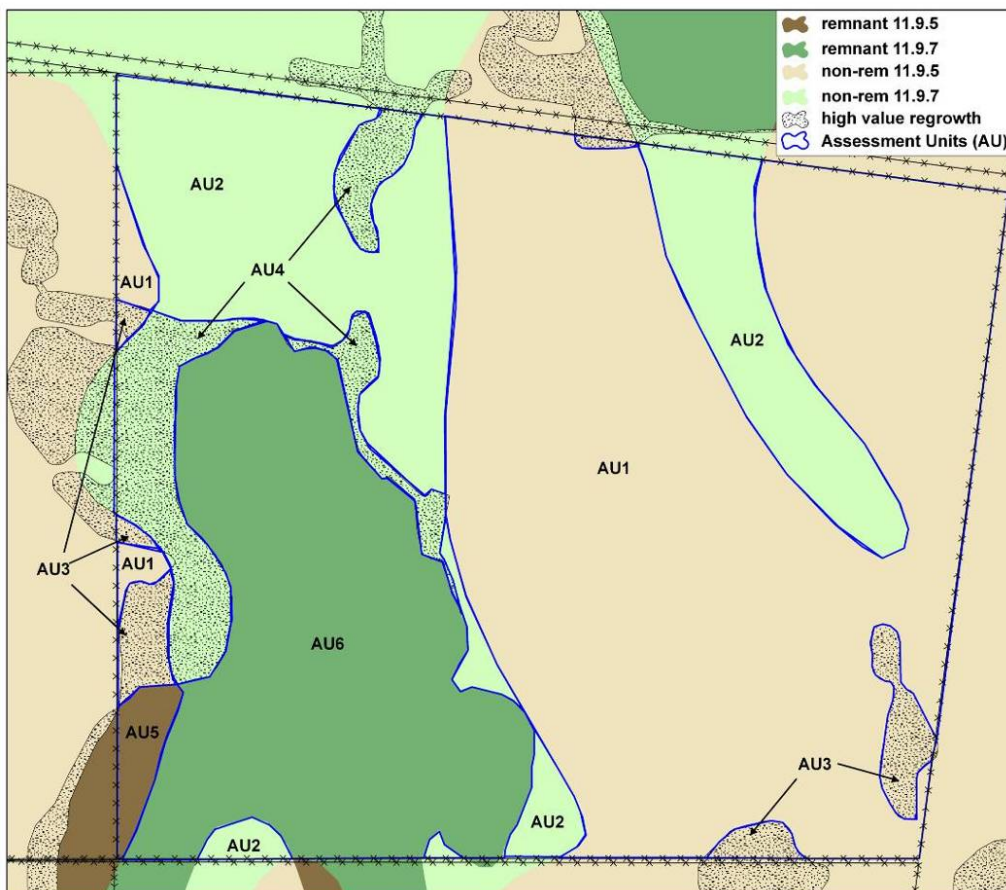 remnant 11.9.5
remnant 11.9.7
non-rem 11.9.5
non-rem 11.9.7
high value regrowth
Assessment Units (AU)
AU2
AU4
AU1
AU2
AU1
AU3
AU1
AU6
AU5
AU3
AU2
AU2